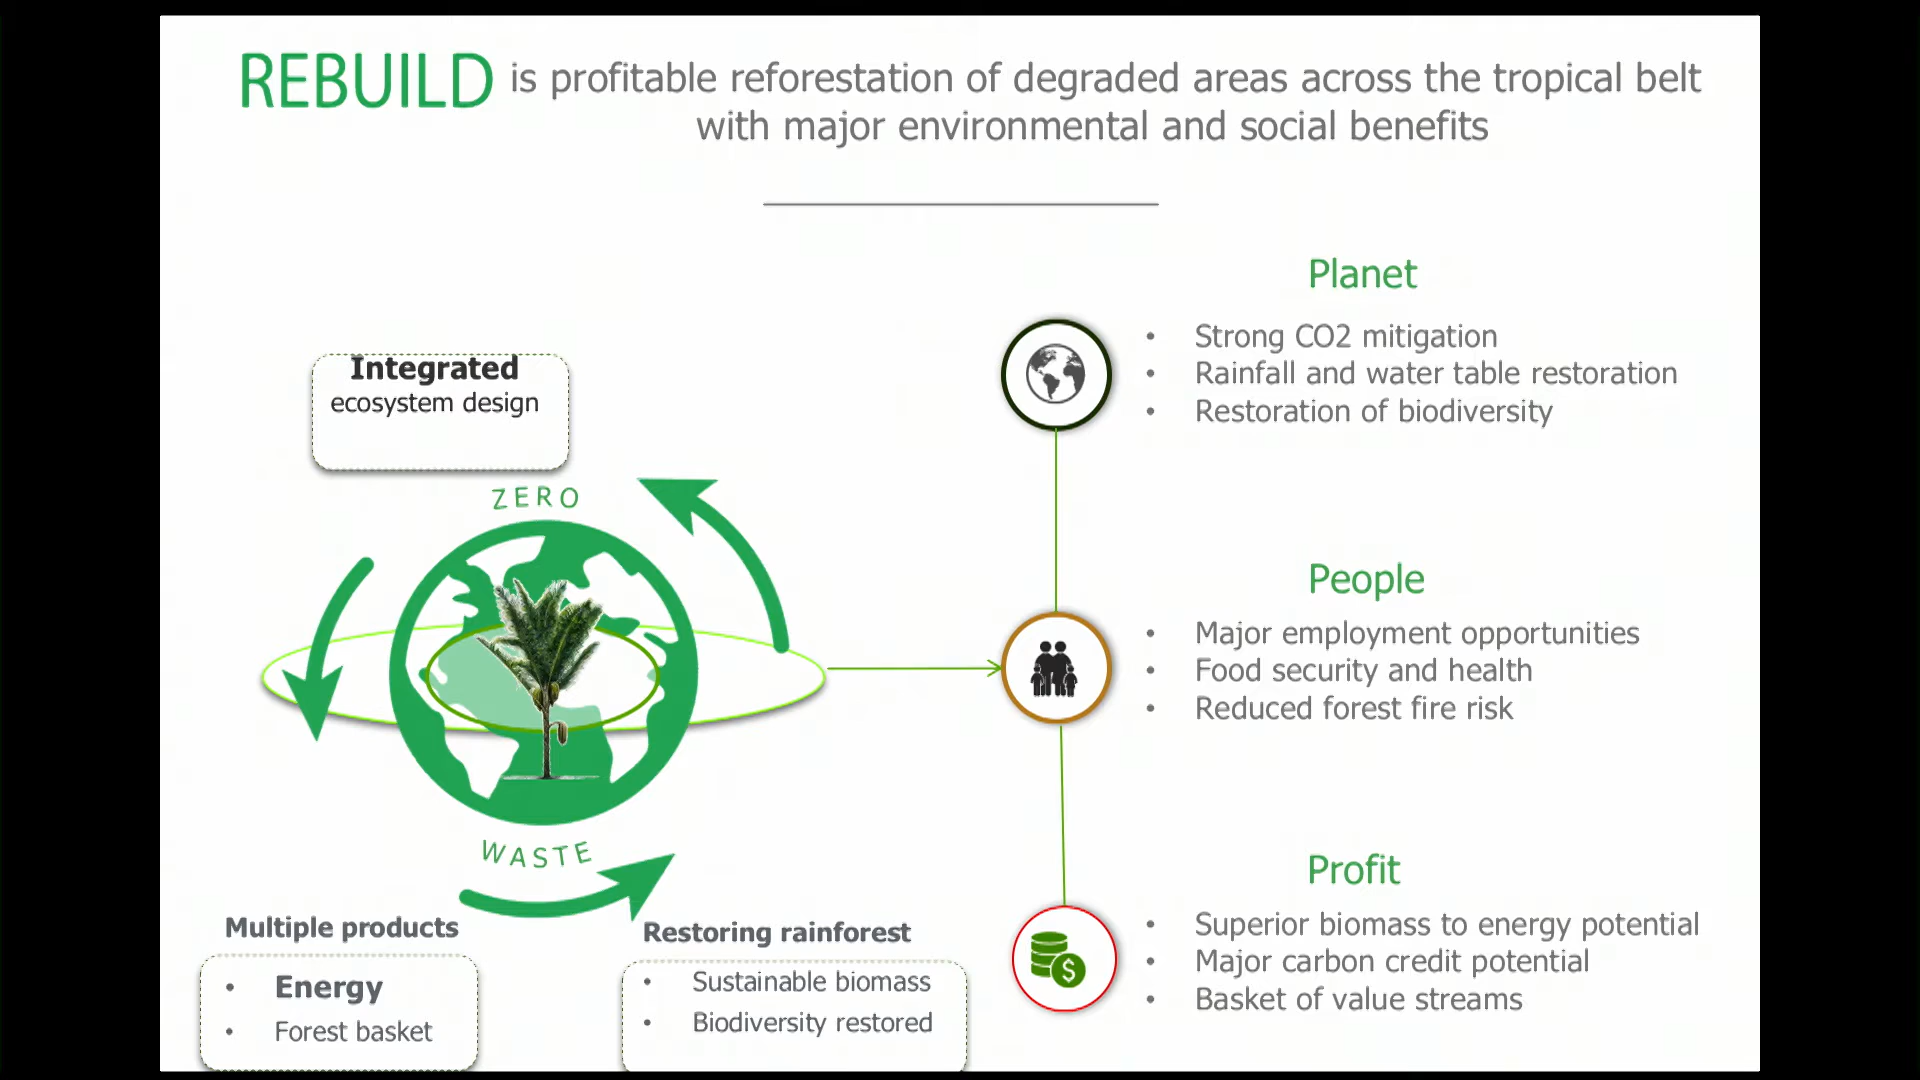 REBUILD is profitable reforestation of degraded areas across the tropical belt
with major environmental and social benefits
Integrated
ecosystem design
ZERO
WASTE
Multiple products
• Energy
• Forest basket
Restoring rainforest
• Sustainable biomass
• Biodiversity restored
Planet
• Strong CO2 mitigation
• Rainfall and water table restoration
• Restoration of biodiversity
People
• Major employment opportunities
• Food security and health
• Reduced forest fire risk
Profit
$
• Superior biomass to energy potential
• Major carbon credit potential
• Basket of value streams